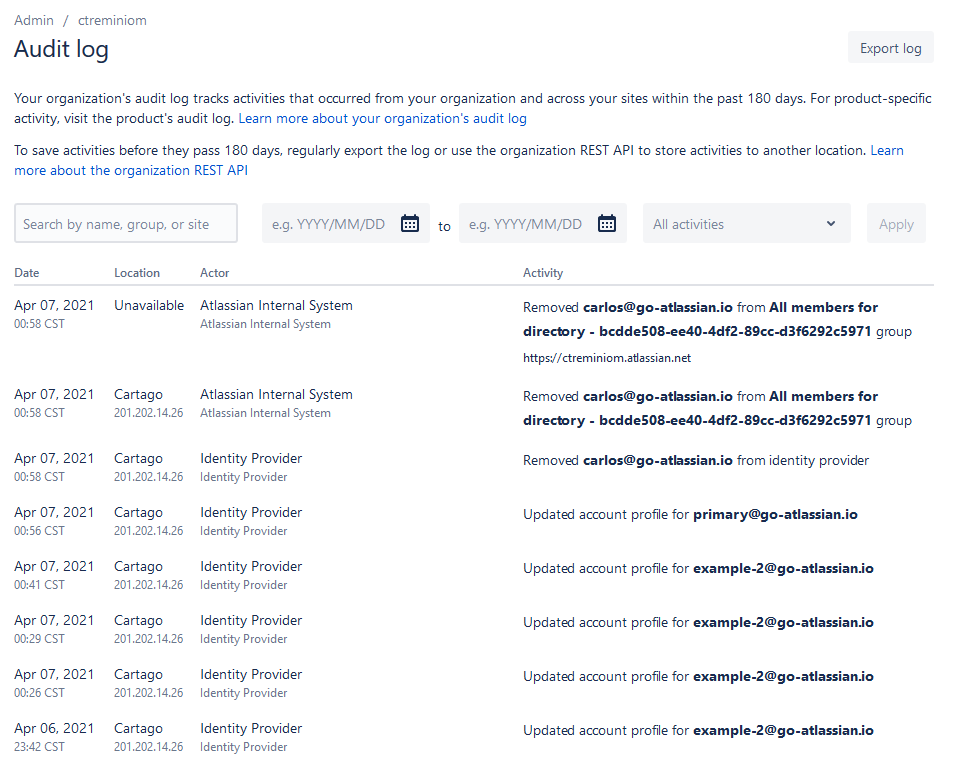 Admin / ctreminiom
Audit log
Export log
Your organization's audit log tracks activities that occurred from your organization and across your sites within the past 180 days. For product-specific
activity, visit the product's audit log. Learn more about your organization's audit log
To save activities before they pass 180 days, regularly export the log or use the organization REST API to store activities to another location. Learn
more about the organization REST API
Search by name, group, or site e.g. YYYY/MM/DD to e.g. YYYY/MM/DD All activities Apply
Date Location Actor Activity
Apr 07, 2021 Unavailable Atlassian Internal System Removed carlos@go-atlassian.io from All members for
00:58 CST Atlassian Internal System directory - bcdde508-ee40-4df2-89cc-d3f6292c5971 group
https://ctreminiom.atlassian.net
Apr 07, 2021 Cartago Atlassian Internal System Removed carlos@go-atlassian.io from All members for
00:58 CST 201.202.14.26 Atlassian Internal System directory - bcdde508-ee40-4df2-89cc-d3f6292c5971 group
Apr 07, 2021 Cartago Identity Provider Removed carlos@go-atlassian.io from identity provider
00:58 CST 201.202.14.26 Identity Provider
Apr 07, 2021 Cartago Identity Provider Updated account profile for primary@go-atlassian.io
00:56 CST 201.202.14.26 Identity Provider
Apr 07, 2021 Cartago Identity Provider Updated account profile for example-2@go-atlassian.io
00:41 CST 201.202.14.26 Identity Provider
Apr 07, 2021 Cartago Identity Provider Updated account profile for example-2@go-atlassian.io
00:29 CST 201.202.14.26 Identity Provider
Apr 07, 2021 Cartago Identity Provider Updated account profile for example-2@go-atlassian.io
00:26 CST 201.202.14.26 Identity Provider
Apr 06, 2021 Cartago Identity Provider Updated account profile for example-2@go-atlassian.io
23:42 CST 201.202.14.26 Identity Provider